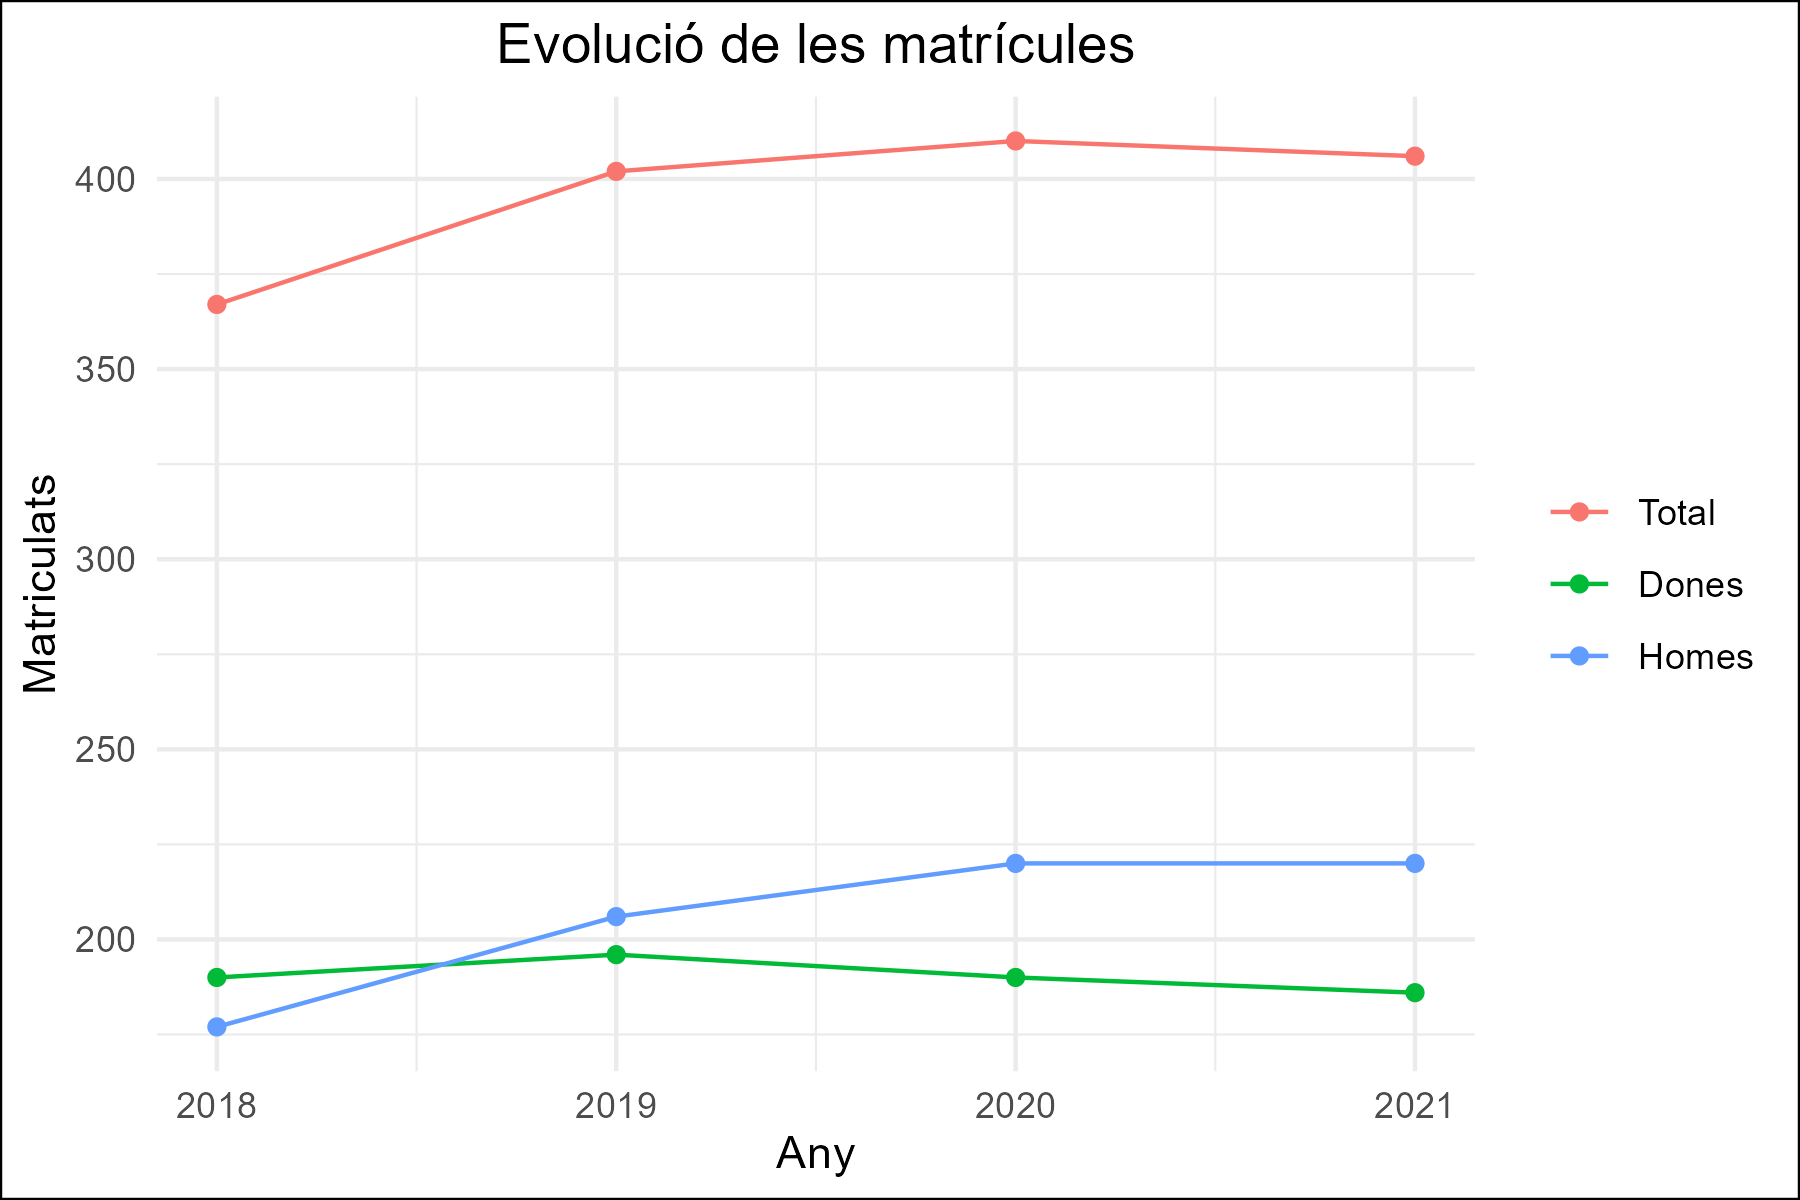 Evolució de les matrícules
400
350
300
250
200
Matriculats
2018
2019
2020
2021
Any
Total
Dones
Homes